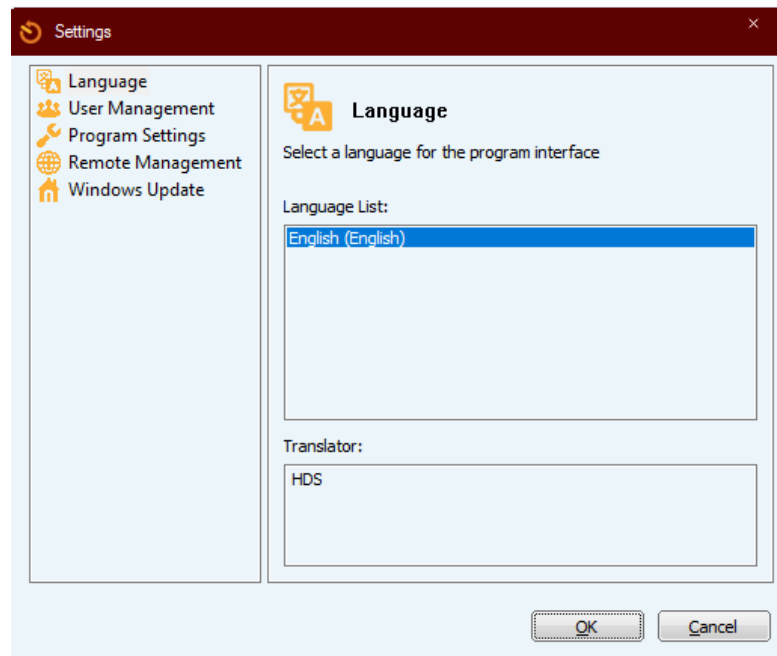 Settings
Language
User Management
Program Settings
Remote Management
Windows Update
Language
Select a language for the program interface
Language List:
English (English)
Translator:
HDS
OK
Cancel